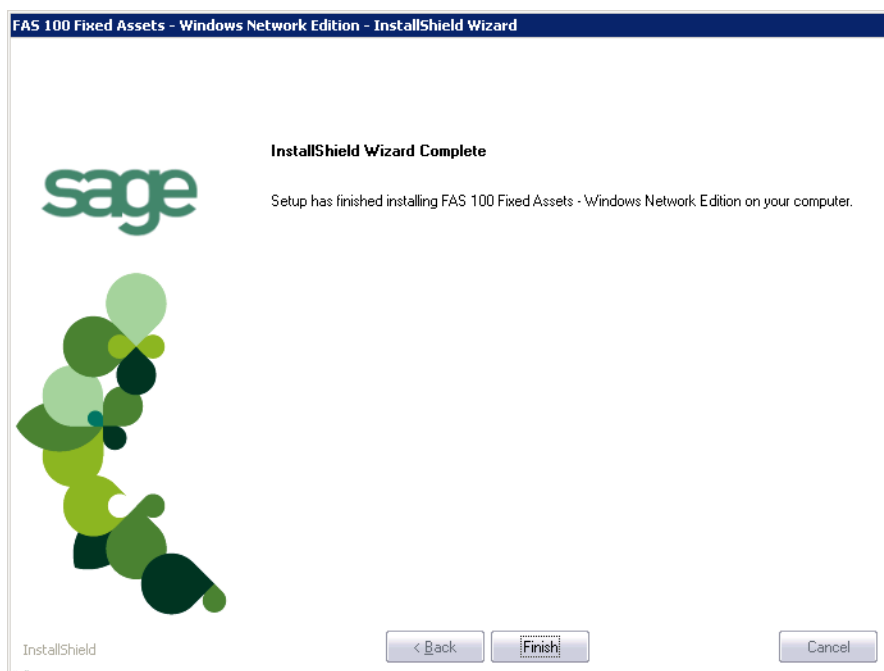 FAS 100 Fixed Assets - Windows Network Edition - InstallShield Wizard
InstallShield Wizard Complete
sage
Setup has finished installing FAS 100 Fixed Assets - Windows Network Edition on your computer.
InstallShield
< Back
Finish
Cancel